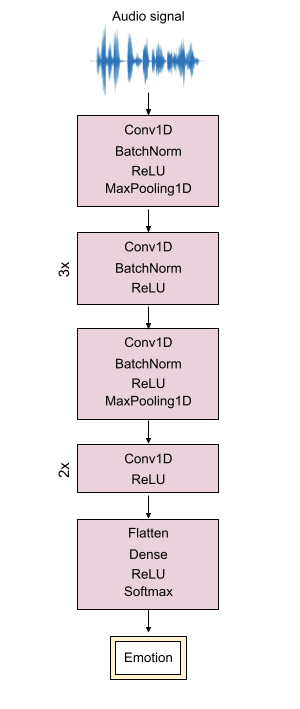 Audio signal
Conv1D
BatchNorm
ReLU
MaxPooling1D
3x
Conv1D
BatchNorm
ReLU
Conv1D
BatchNorm
ReLU
MaxPooling1D
2x
Conv1D
ReLU
Flatten
Dense
ReLU
Softmax
Emotion